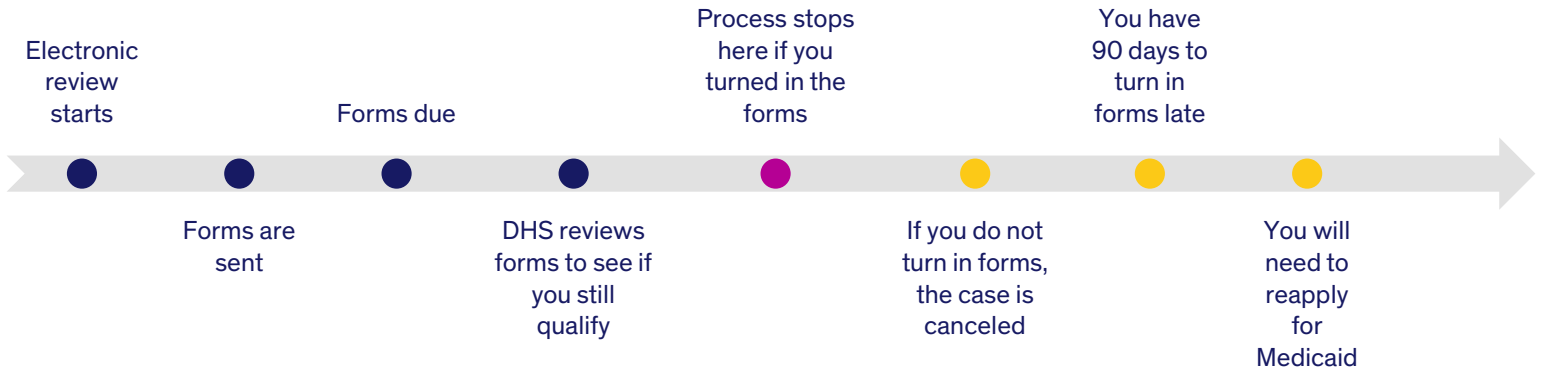 Electronic
review
starts
Forms are
sent
Forms due
DHS reviews
forms to see if
you still
qualify
Process stops
here if you
turned in the
forms
If you do not
turn in forms,
the case is
canceled
You have
90 days to
turn in
forms late
You will
need to
reapply
for
Medicaid